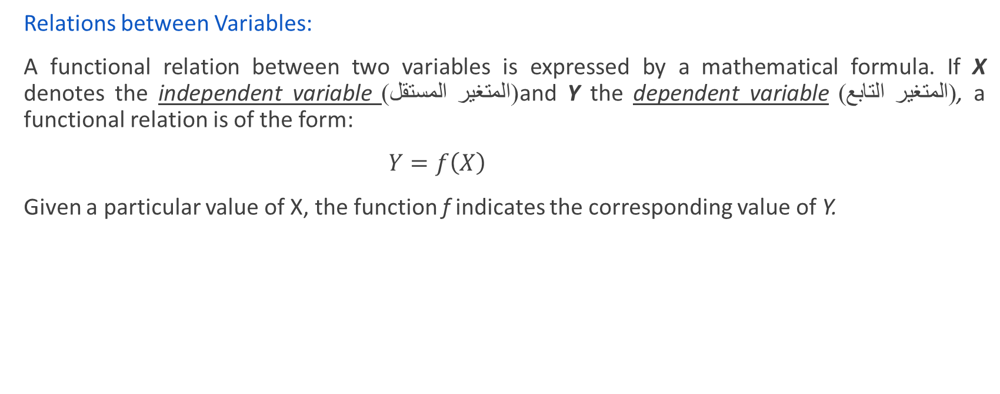 Relations between Variables:
A functional relation between two variables is expressed by a mathematical formula. If X
denotes the independent variable (المتغير المستقل)and Y the dependent variable (المتغير التابع), a
functional relation is of the form:
Y = f(X)
Given a particular value of X, the function f indicates the corresponding value of Y.